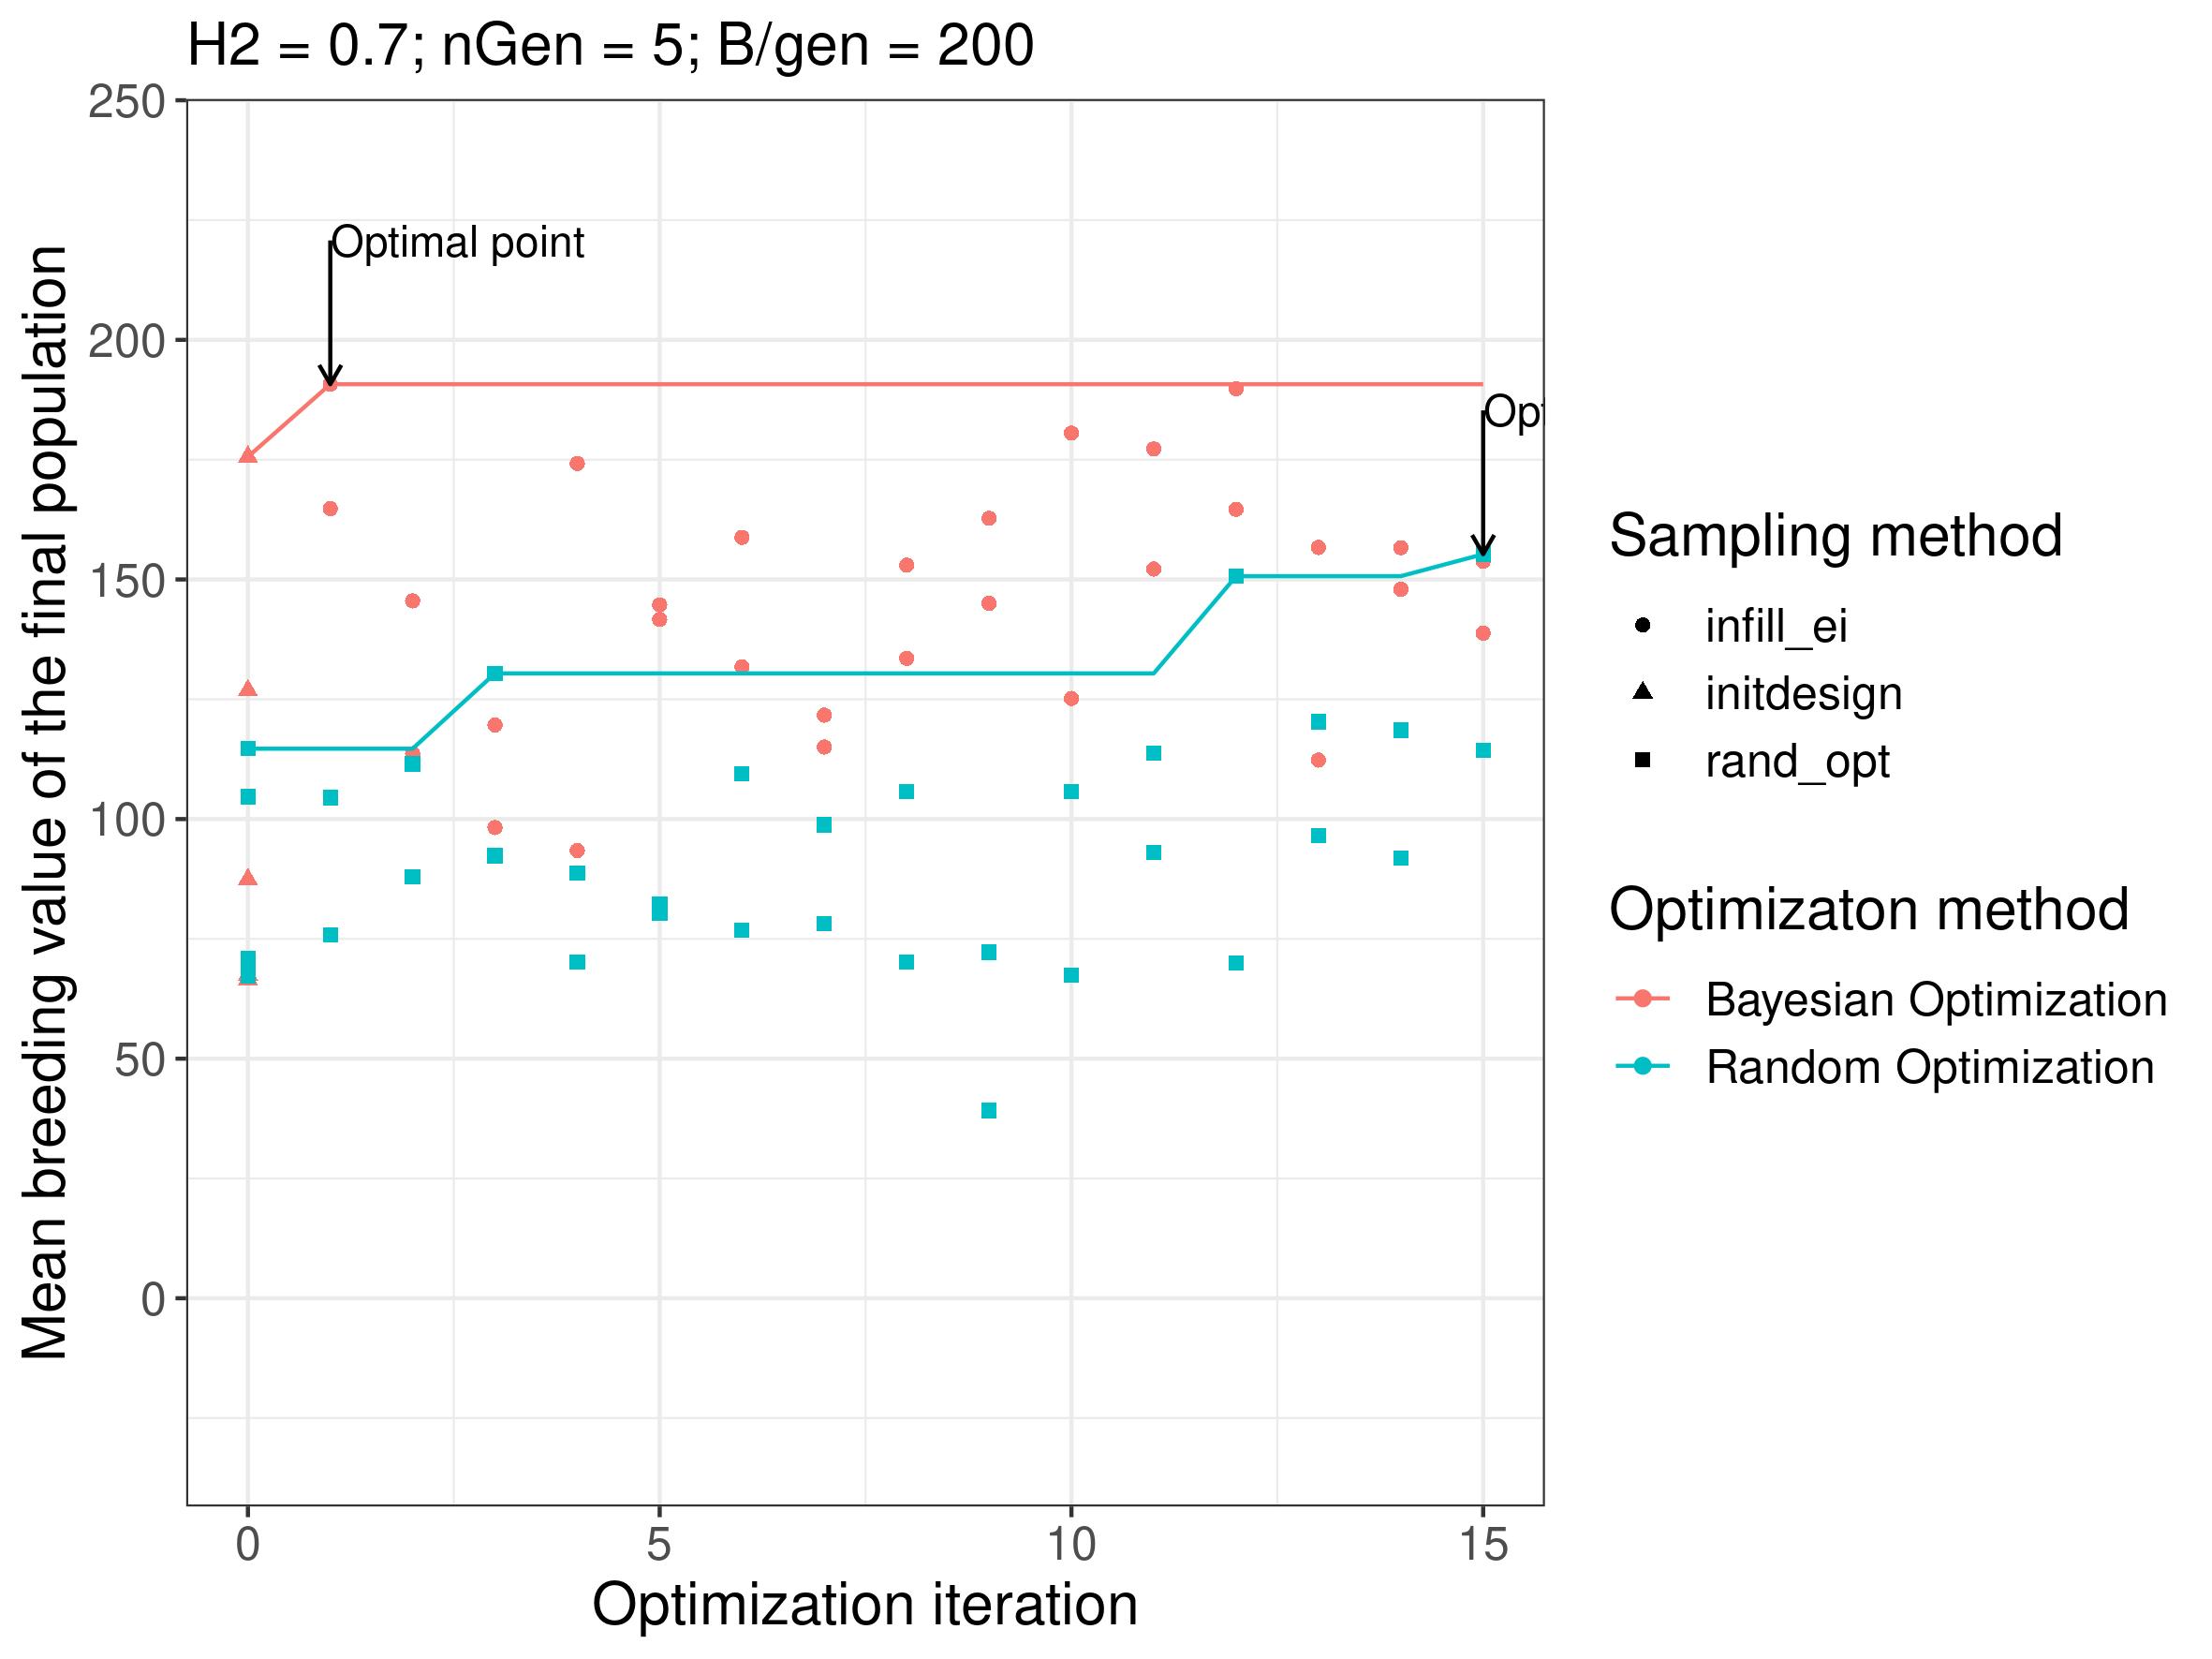 H2 = 0.7; nGen = 5; B/gen = 200
Mean breeding value of the final population
250
200
150
100
50
0
Optimal point
Opt
0
5
10
15
Optimization iteration
Sampling method
infill_ei
initdesign
rand_opt
Optimizaton method
Bayesian Optimization
Random Optimization